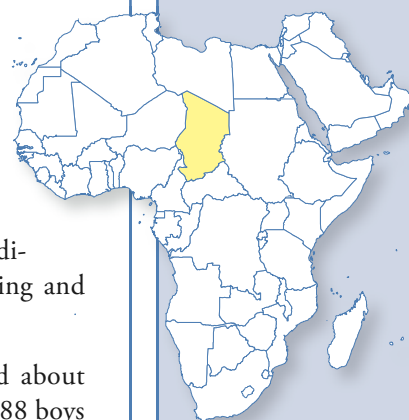 di-
ing and
d about
88 boys